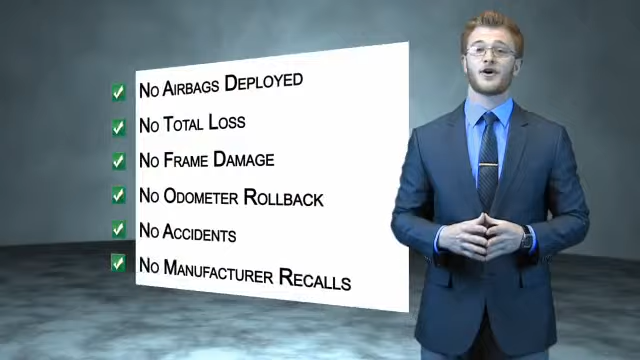 No Airbags Deployed
No Total Loss
No Frame Damage
No Odometer Rollback
No Accidents
No Manufacturer Recalls